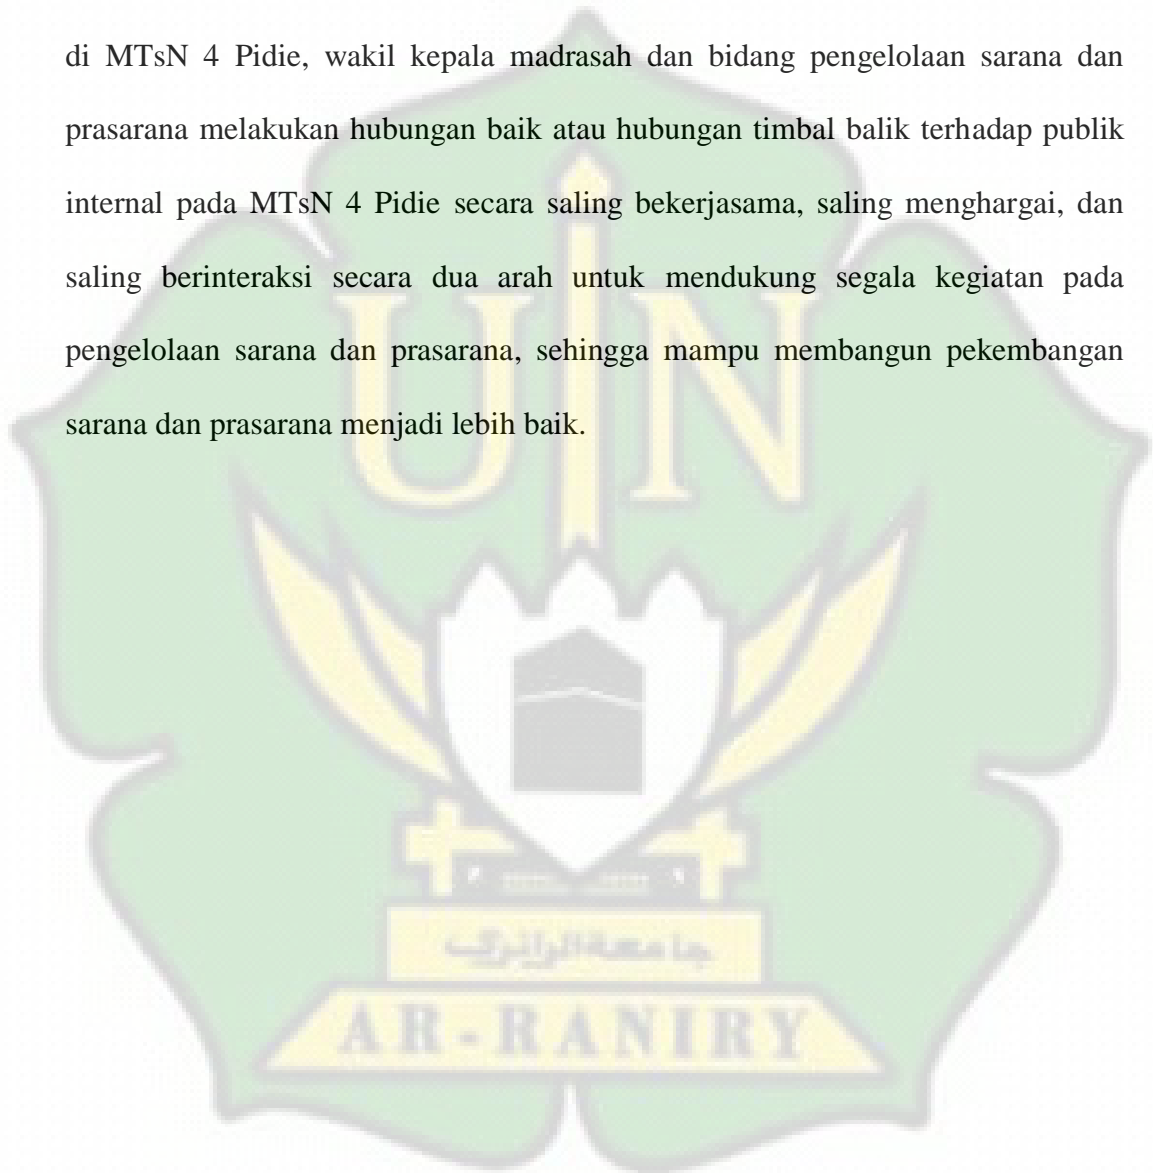 di MTsN 4 Pidie, wakil kepala madrasah dan bidang pengelolaan sarana dan
prasarana melakukan hubungan baik atau hubungan timbal balik terhadap publik
internal pada MTsN 4 Pidie secara saling bekerjasama, saling menghargai, dan
saling berinteraksi secara dua arah untuk mendukung segala kegiatan pada
pengelolaan sarana dan prasarana, sehingga mampu membangun pekembangan
sarana dan prasarana menjadi lebih baik.
UIN
جامعة الرانري
AR-RANIRY